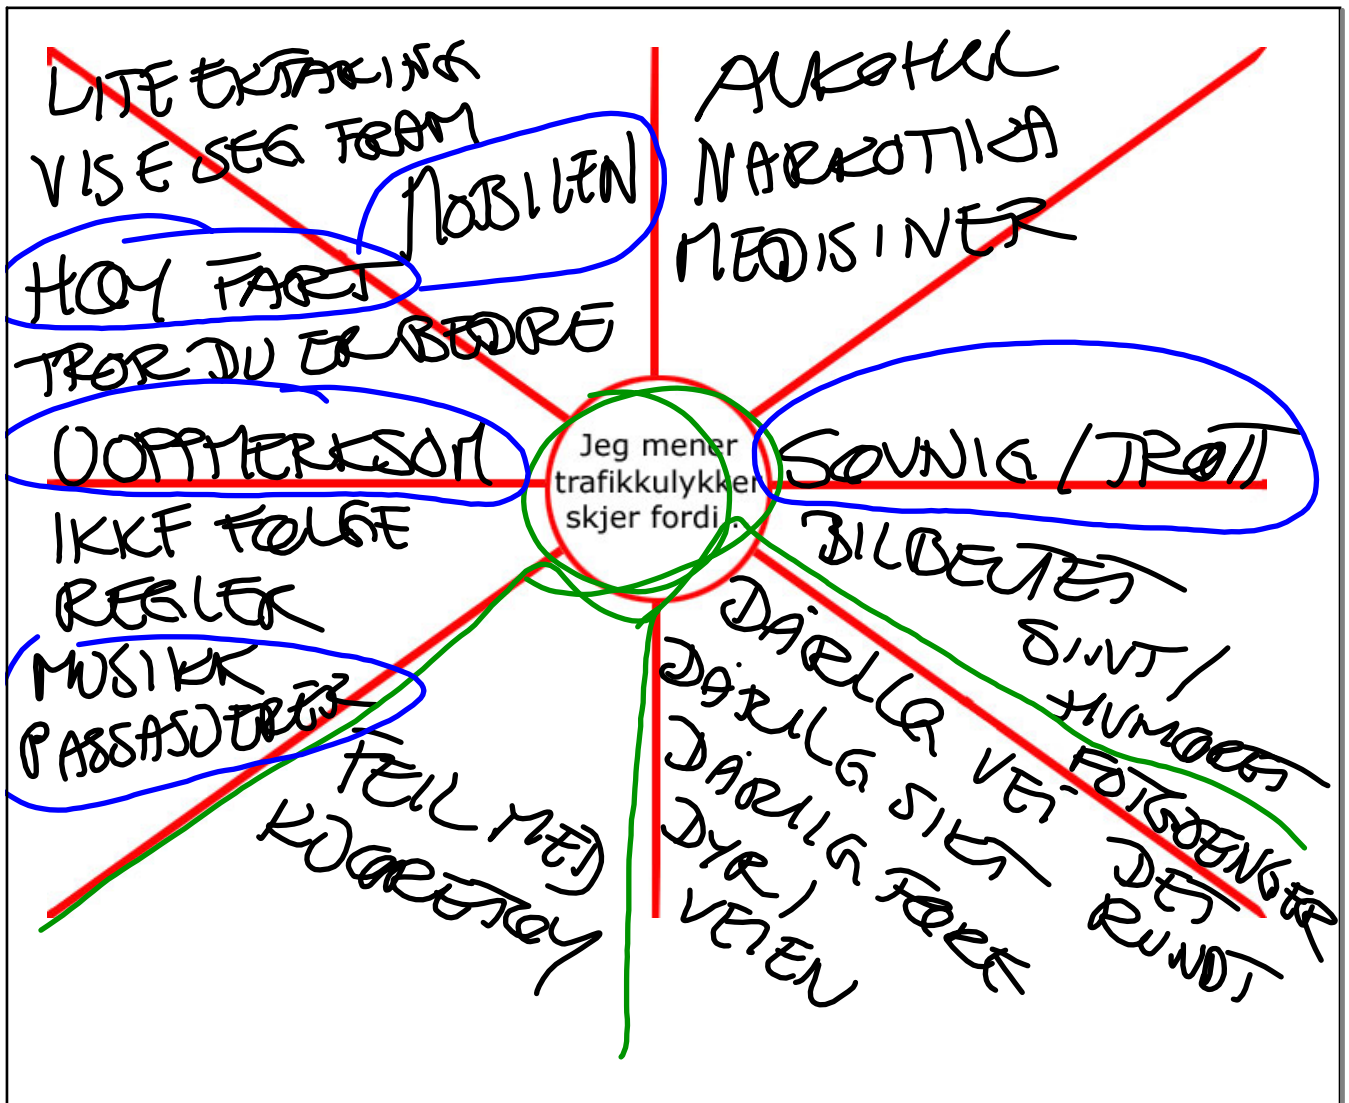 LITE ERFARING
VISE SEG FRAM
MOBILEN
HØY FART
TROR DU ER BEDRE
UOPPMERKSOM
IKKE FØLGE
REGLER
MUSIKK
PASSASJERER
ALKOHOL
NARKOTIKA
MEDISINER
Jeg mener
trafikkulykker
skjer fordi..
SØVNIG / TRØTT
BILBELTET
SINT /
HUMØRET
FOTGJENGER
DET
RUNDT
DÅRLIG VEI
DÅRLIG SIKT
DÅRLIG FØRE
DYR I
VEIEN
FEIL MED
KJØRETØY